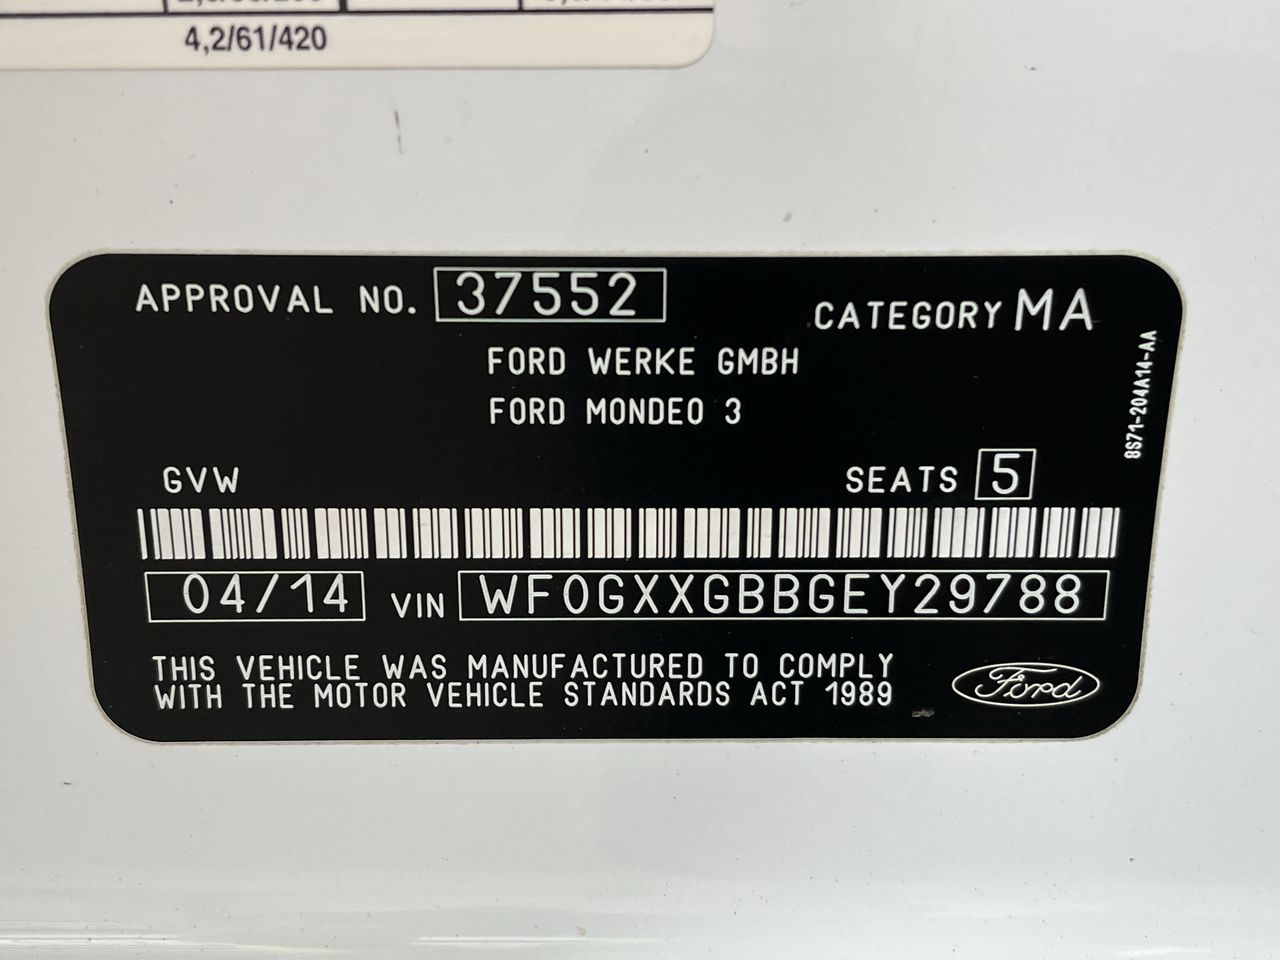 4,2/61/420
APPROVAL NO. 37552
CATEGORY MA
FORD WERKE GMBH
FORD MONDEO 3
8S71-204A14-AA
GVW
SEATS 5
04/14 VIN WF0GXXGBBGEY29788
THIS VEHICLE WAS MANUFACTURED TO COMPLY
WITH THE MOTOR VEHICLE STANDARDS ACT 1989
Ford